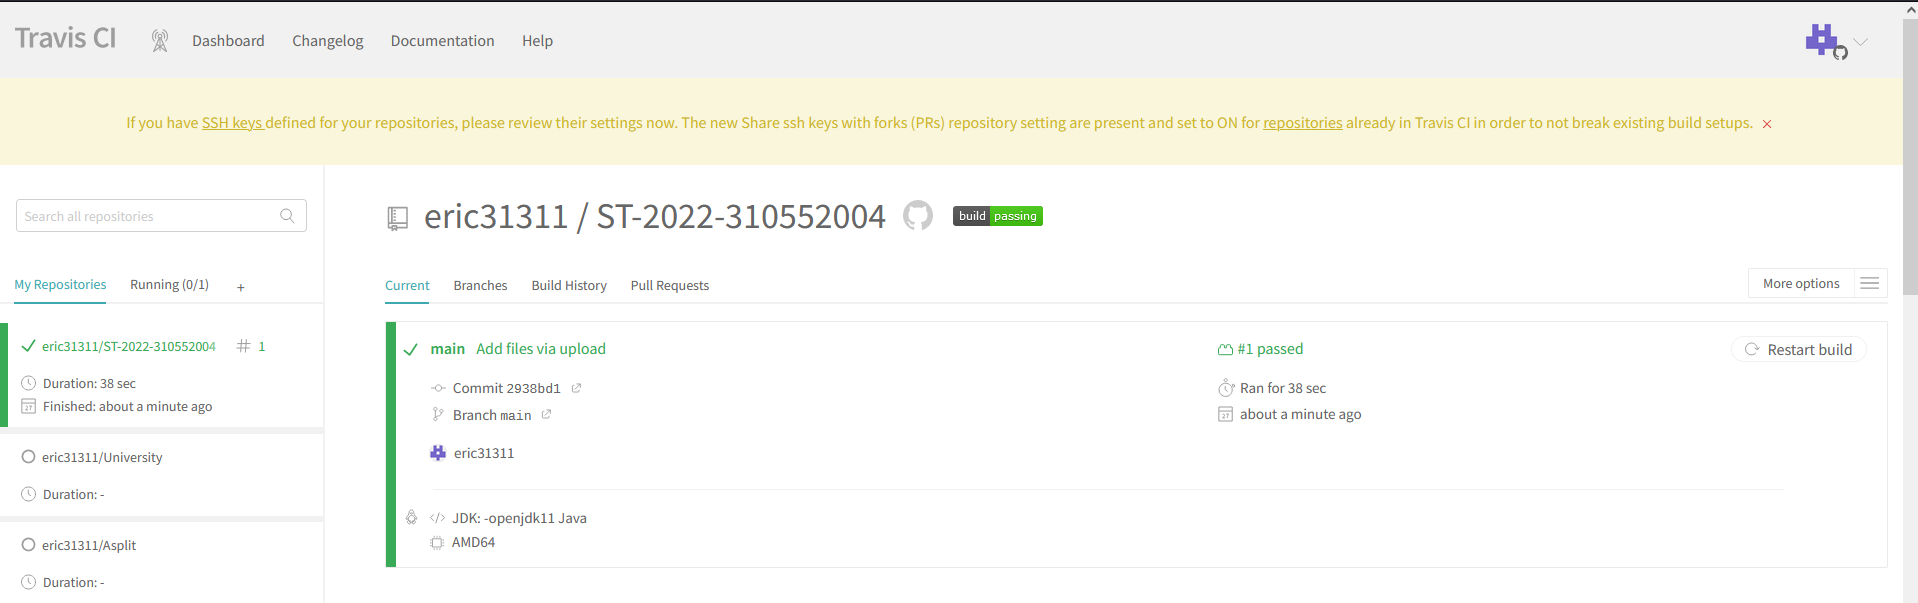 Travis CI
Dashboard
Changelog
Documentation
Help
If you have SSH keys defined for your repositories, please review their settings now. The new Share ssh keys with forks (PRs) repository setting are present and set to ON for repositories already in Travis CI in order to not break existing build setups. ×
Search all repositories
My Repositories
Running (0/1)
+
eric31311/ST-2022-310552004
# 1
Duration: 38 sec
Finished: about a minute ago
eric31311/University
Duration: -
eric31311/Asplit
Duration: -
eric31311 / ST-2022-310552004
build passing
Current
Branches
Build History
Pull Requests
More options
main Add files via upload
Commit 2938bd1
Branch main
eric31311
#1 passed
Ran for 38 sec
about a minute ago
Restart build
JDK: -openjdk11 Java
AMD64